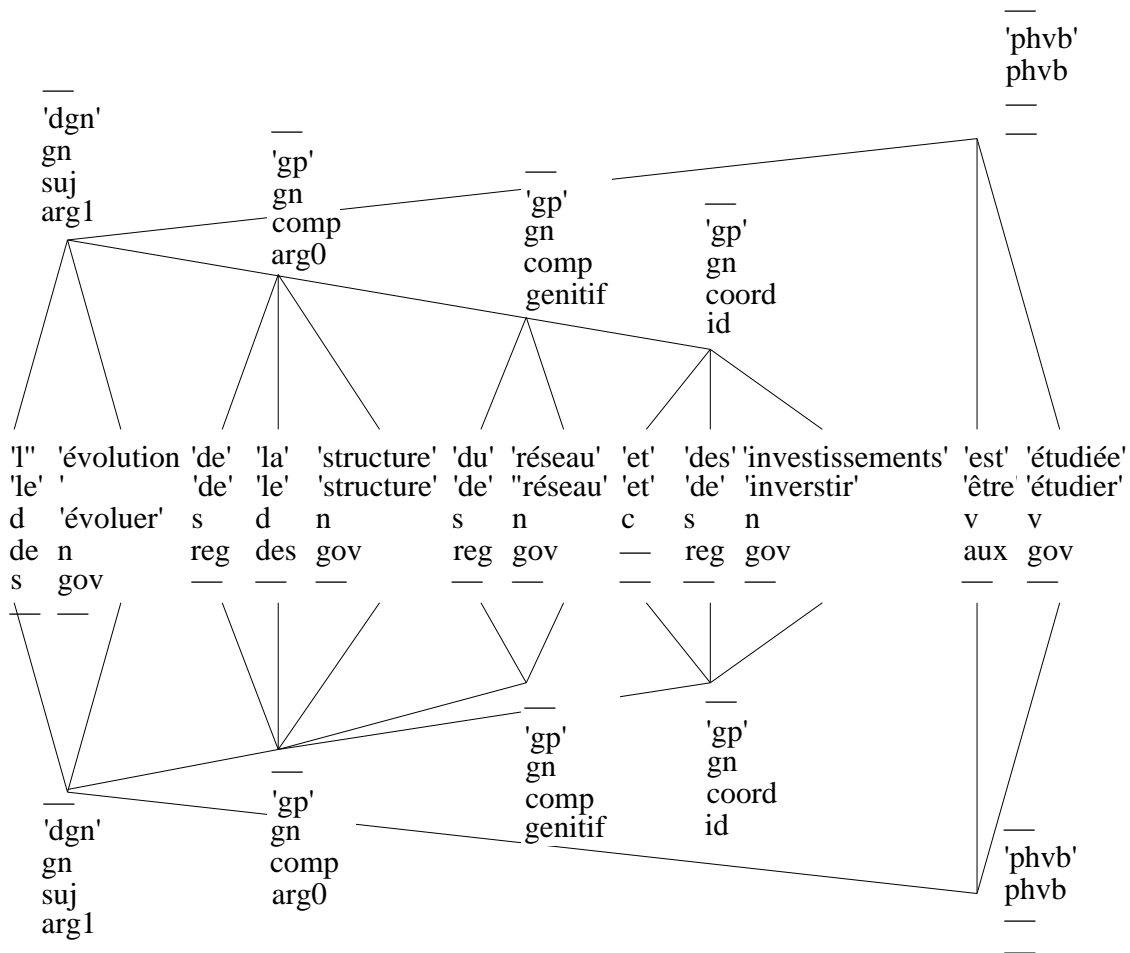 —
'phvb'
phvb
—
—
—
'dgn'
gn
suj
arg1
—
'gp'
gn
comp
arg0
—
'gp'
gn
comp
genitif
—
'gp'
gn
coord
id
'l'' 'évolution 'de' 'la' 'structure' 'du' 'réseau' 'et' 'des' 'investissements' 'est' 'étudiée'
'le' ' 'de' 'le' 'structure' 'de' ''réseau' 'et' 'de' 'inverstir' 'être' 'étudier'
d 'évoluer' s d n s n c s n v v
de n reg des gov reg gov — reg gov aux gov
s gov — — — — — — — — — —
— —
—
'gp'
gn
comp
genitif
—
'gp'
gn
coord
id
—
'gp'
gn
comp
arg0
—
'dgn'
gn
suj
arg1
—
'phvb'
phvb
—
—